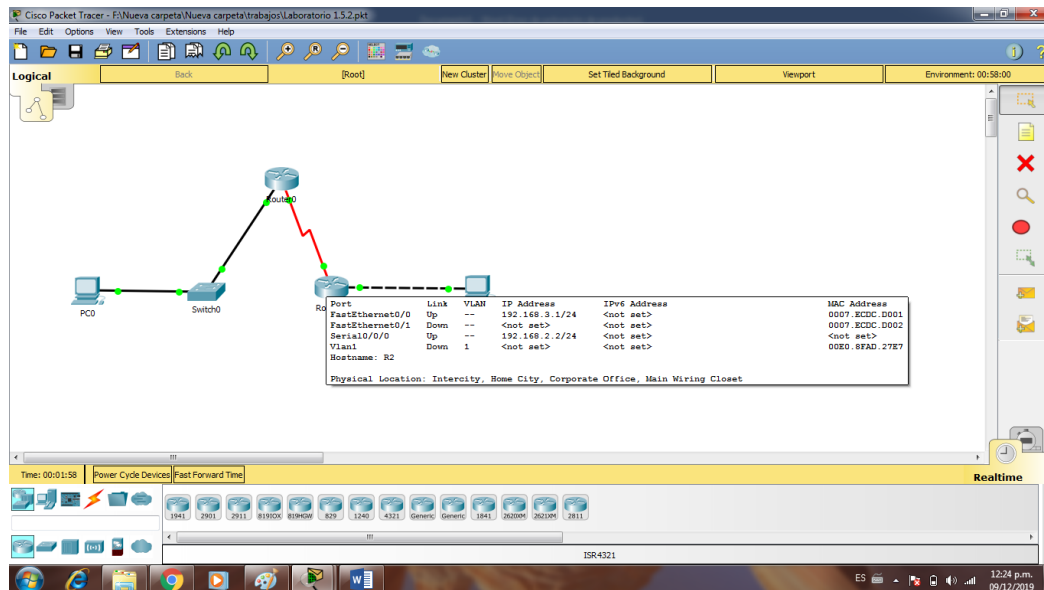 Cisco Packet Tracer - F:\Nueva carpeta\Nueva carpeta\trabajos\Laboratorio 1.5.2.pkt
File Edit Options View Tools Extensions Help
Logical Back [Root] New Cluster Move Object Set Tiled Background Viewport Environment: 00:58:00
Router0
PC0
Switch0
Port Link VLAN IP Address IPv6 Address MAC Address
FastEthernet0/0 Up -- 192.168.3.1/24 <not set> 0007.ECDC.D001
FastEthernet0/1 Down -- <not set> <not set> 0007.ECDC.D002
Serial0/0/0 Up -- 192.168.2.2/24 <not set> <not set>
Vlan1 Down 1 <not set> <not set> 00E0.8FAD.27E7
Hostname: R2
Physical Location: Intercity, Home City, Corporate Office, Main Wiring Closet
Time: 00:01:58 Power Cycle Devices Fast Forward Time Realtime
1941 2901 2911 819IOX 819HGW 829 1240 4321 Generic Generic 1841 2620XM 2621XM 2811
ISR4321
ES 12:24 p.m.
09/12/2019